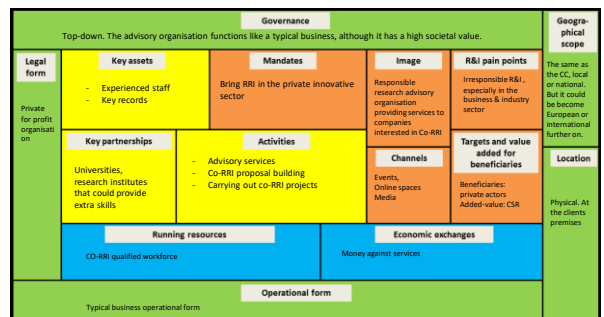 Governance
Top-down. The advisory organisation functions like a typical business, although it has a high societal value.
Geogra-
phical
scope
The same as
the CC, local
or national.
But it could
be become
European or
international
further on.
Legal
form
Private
for profit
organisati
on
Key assets
- Experienced staff
- Key records
Mandates
Bring RRI in the private innovative
sector
Image
Responsible
research advisory
organisation
providing services to
companies
interested in Co-RRI
R&I pain points
Irresponsible R&I ,
especially in the
business & industry
sector
Key partnerships
Universities,
research institutes
that could provide
extra skills
Activities
- Advisory services
- Co-RRI proposal building
- Carrying out co-RRI projects
Channels
Events,
Online spaces
Media
Targets and value
added for
beneficiaries
Beneficiaries:
private actors
Added-value: CSR
Location
Physical. At
the clients
premises
Running resources
CO-RRI qualified workforce
Economic exchanges
Money against services
Operational form
Typical business operational form